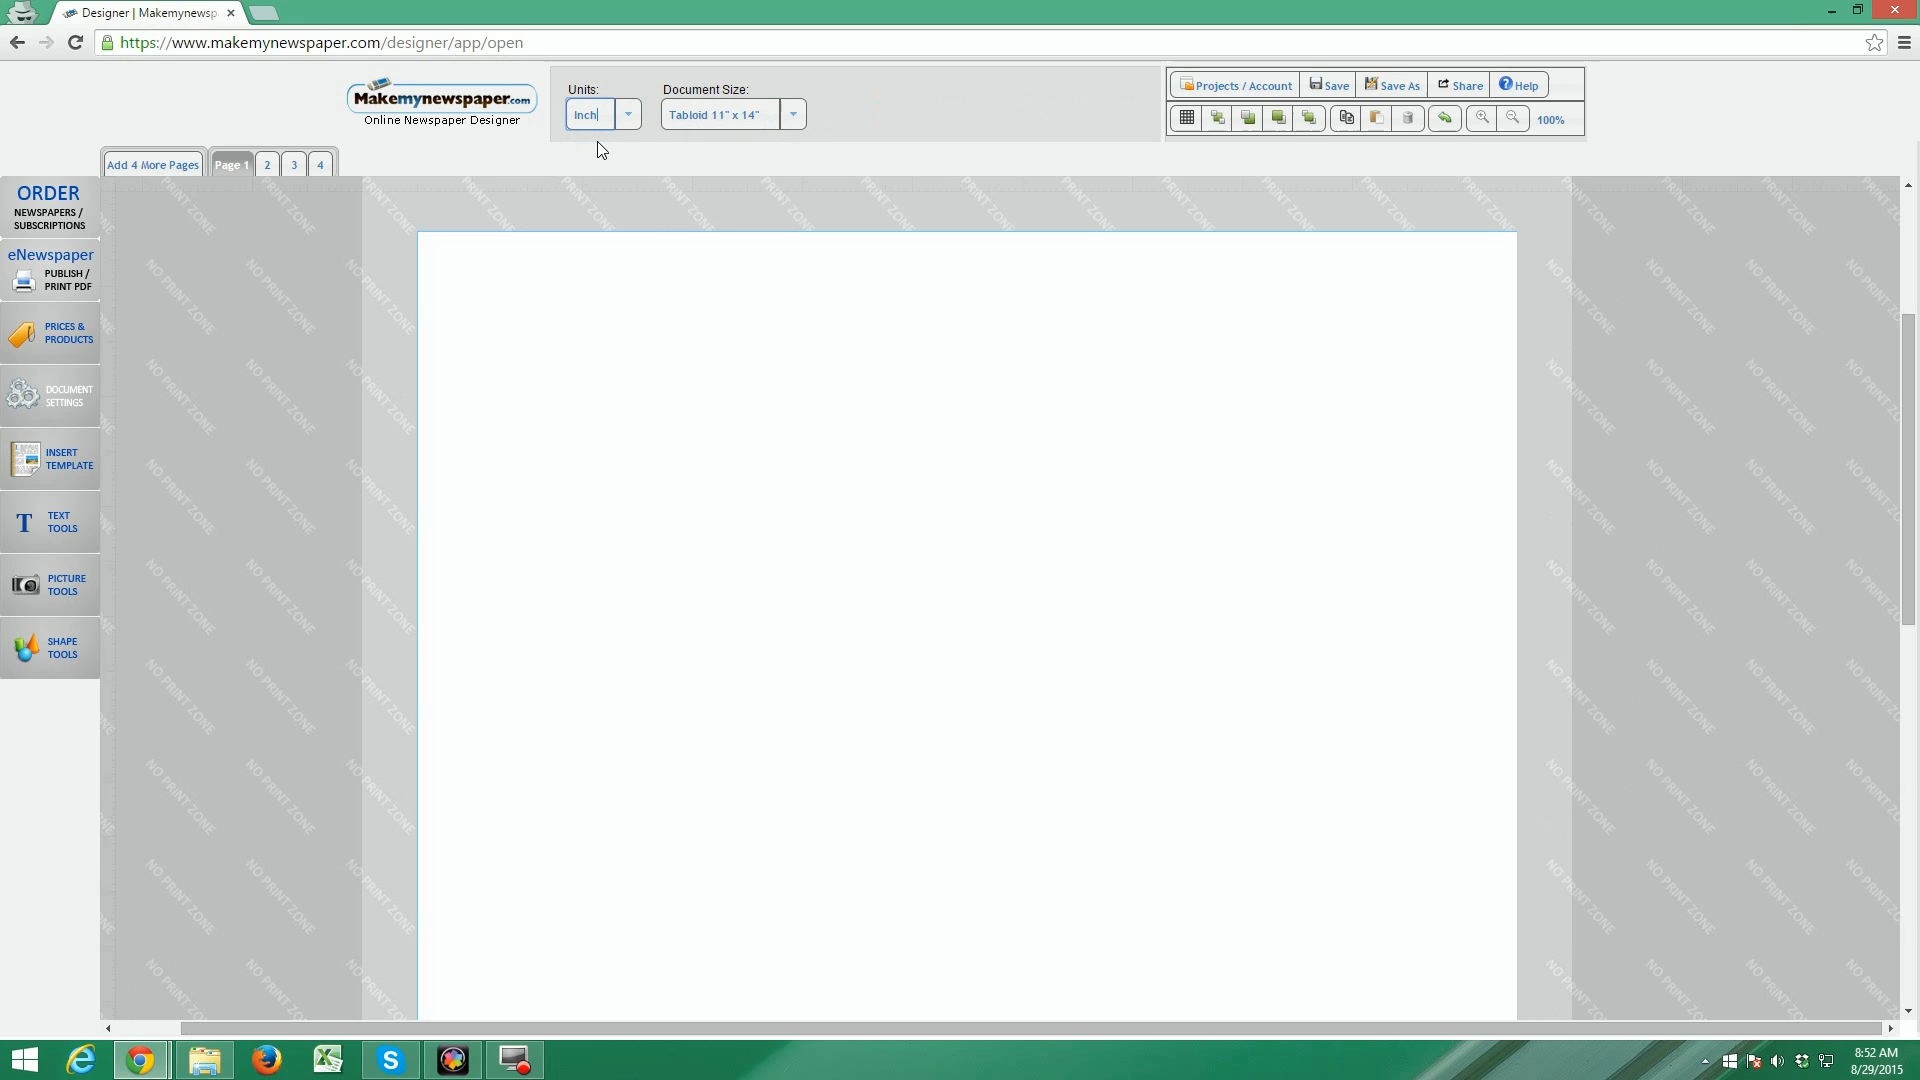 Designer | Makemynewsp
https://www.makemynewspaper.com/designer/app/open
Makemynewspaper.com
Online Newspaper Designer
Units:
Document Size:
Inch
Tabloid 11" x 14"
Projects / Account
Save
Save As
Share
Help
100%
Add 4 More Pages
Page 1
2
3
4
ORDER
NEWSPAPERS /
SUBSCRIPTIONS
eNewspaper
PUBLISH /
PRINT PDF
PRICES &
PRODUCTS
DOCUMENT
SETTINGS
INSERT
TEMPLATE
T
TEXT
TOOLS
PICTURE
TOOLS
SHAPE
TOOLS
NO PRINT ZONE
8:52 AM
8/29/2015